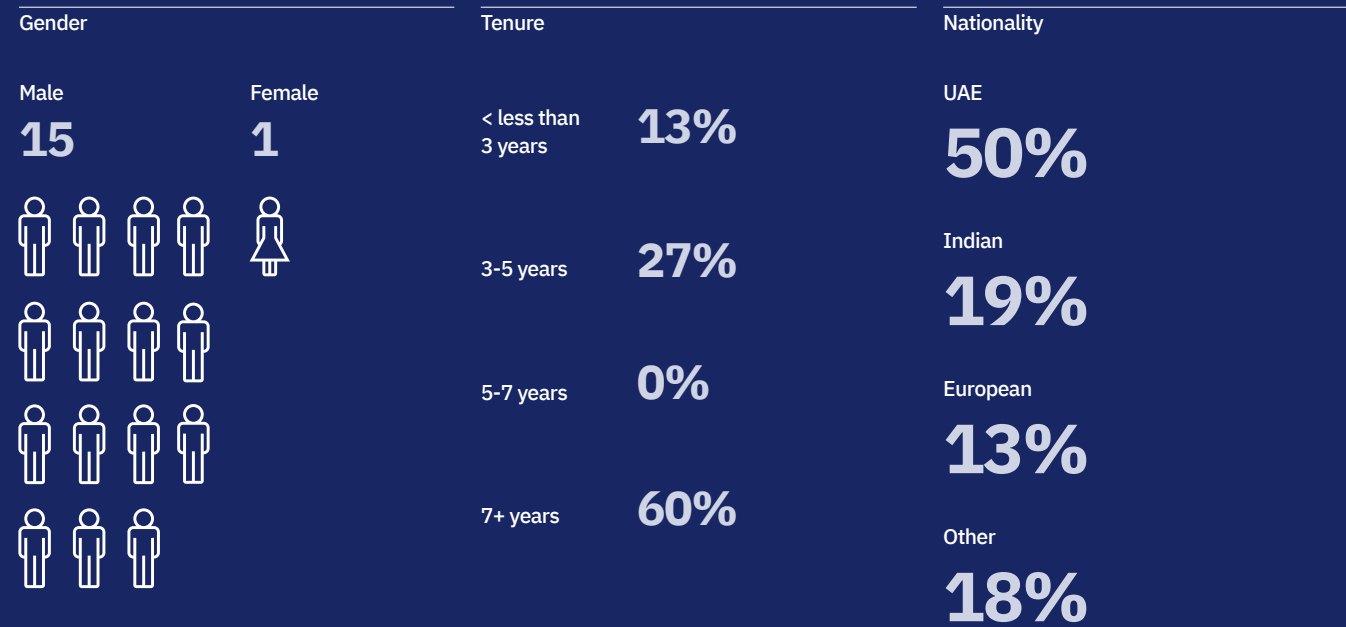 Gender
Male
15
Female
1
Tenure
< less than
3 years
13%
3-5 years
27%
5-7 years
0%
7+ years
60%
Nationality
UAE
50%
Indian
19%
European
13%
Other
18%